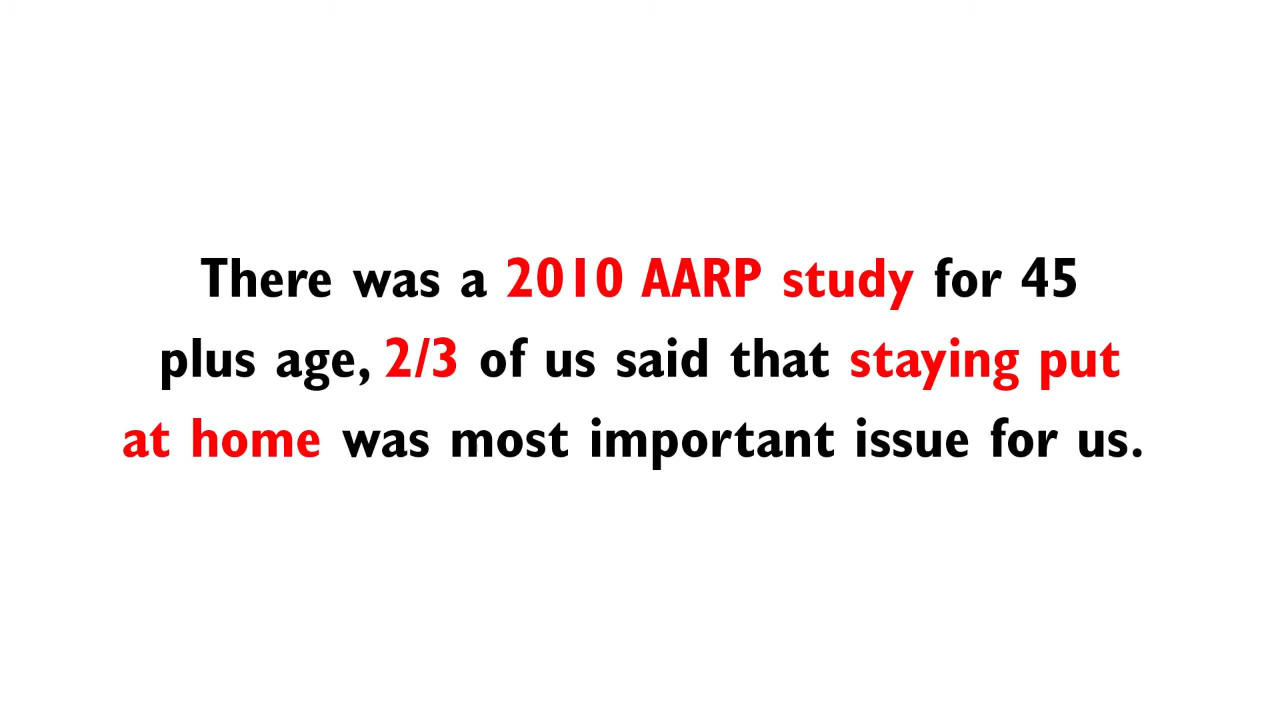 There was a 2010 AARP study for 45
plus age, 2/3 of us said that staying put
at home was most important issue for us.